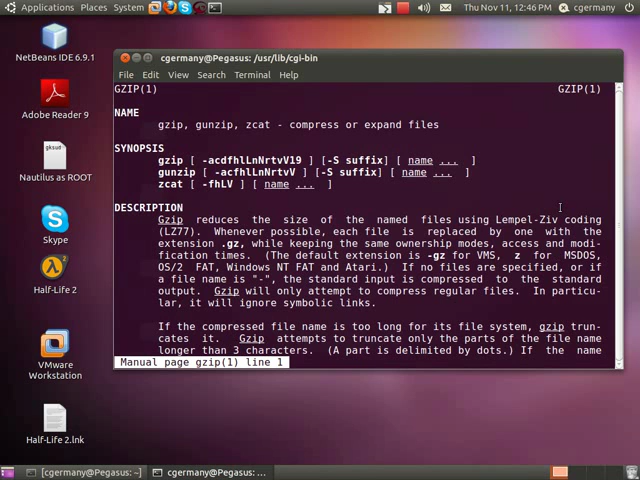 Applications Places System
Thu Nov 11, 12:46 PM cgermany
NetBeans IDE 6.9.1
Adobe Reader 9
gksud
Nautilus as ROOT
Skype
Half-Life 2
VMware
Workstation
Half-Life 2.lnk
cgermany@Pegasus: /usr/lib/cgi-bin
File Edit View Search Terminal Help
GZIP(1) GZIP(1)
NAME
gzip, gunzip, zcat - compress or expand files
SYNOPSIS
gzip [ -acdfhlLnNrtvV19 ] [-S suffix] [ name ... ]
gunzip [ -acfhlLnNrtvV ] [-S suffix] [ name ... ]
zcat [ -fhLV ] [ name ... ]
DESCRIPTION
Gzip reduces the size of the named files using Lempel-Ziv coding
(LZ77). Whenever possible, each file is replaced by one with the
extension .gz, while keeping the same ownership modes, access and modi-
fication times. (The default extension is -gz for VMS, z for MSDOS,
OS/2 FAT, Windows NT FAT and Atari.) If no files are specified, or if
a file name is "-", the standard input is compressed to the standard
output. Gzip will only attempt to compress regular files. In particu-
lar, it will ignore symbolic links.
If the compressed file name is too long for its file system, gzip trun-
cates it. Gzip attempts to truncate only the parts of the file name
longer than 3 characters. (A part is delimited by dots.) If the name
Manual page gzip(1) line 1
[cgermany@Pegasus: ~] cgermany@Pegasus: ...